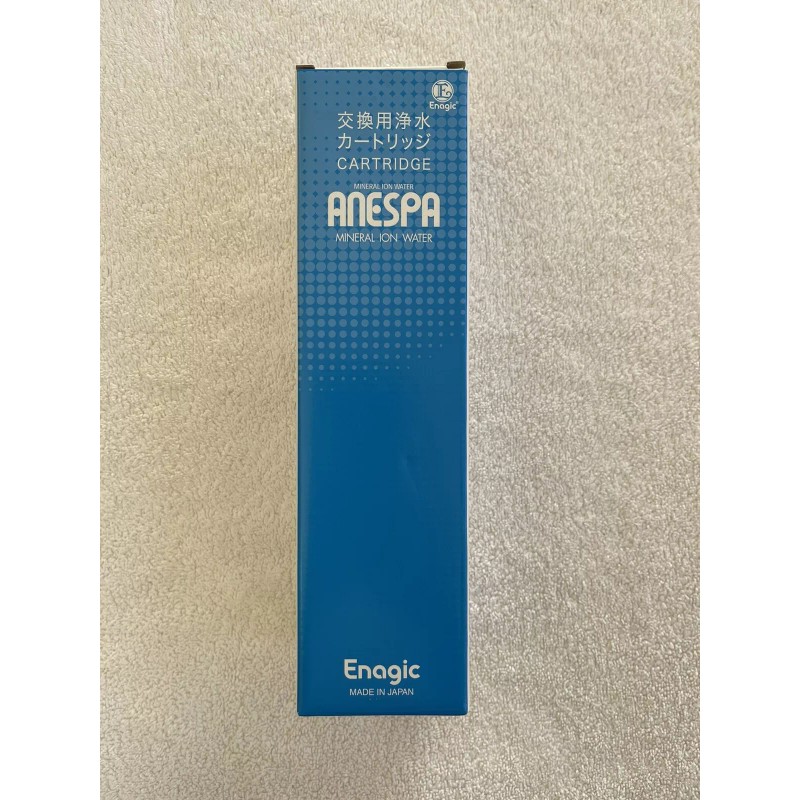 Enagic
交換用浄水
カートリッジ
CARTRIDGE
MINERAL ION WATER
ANESPA
MINERAL ION WATER
Enagic
MADE IN JAPAN